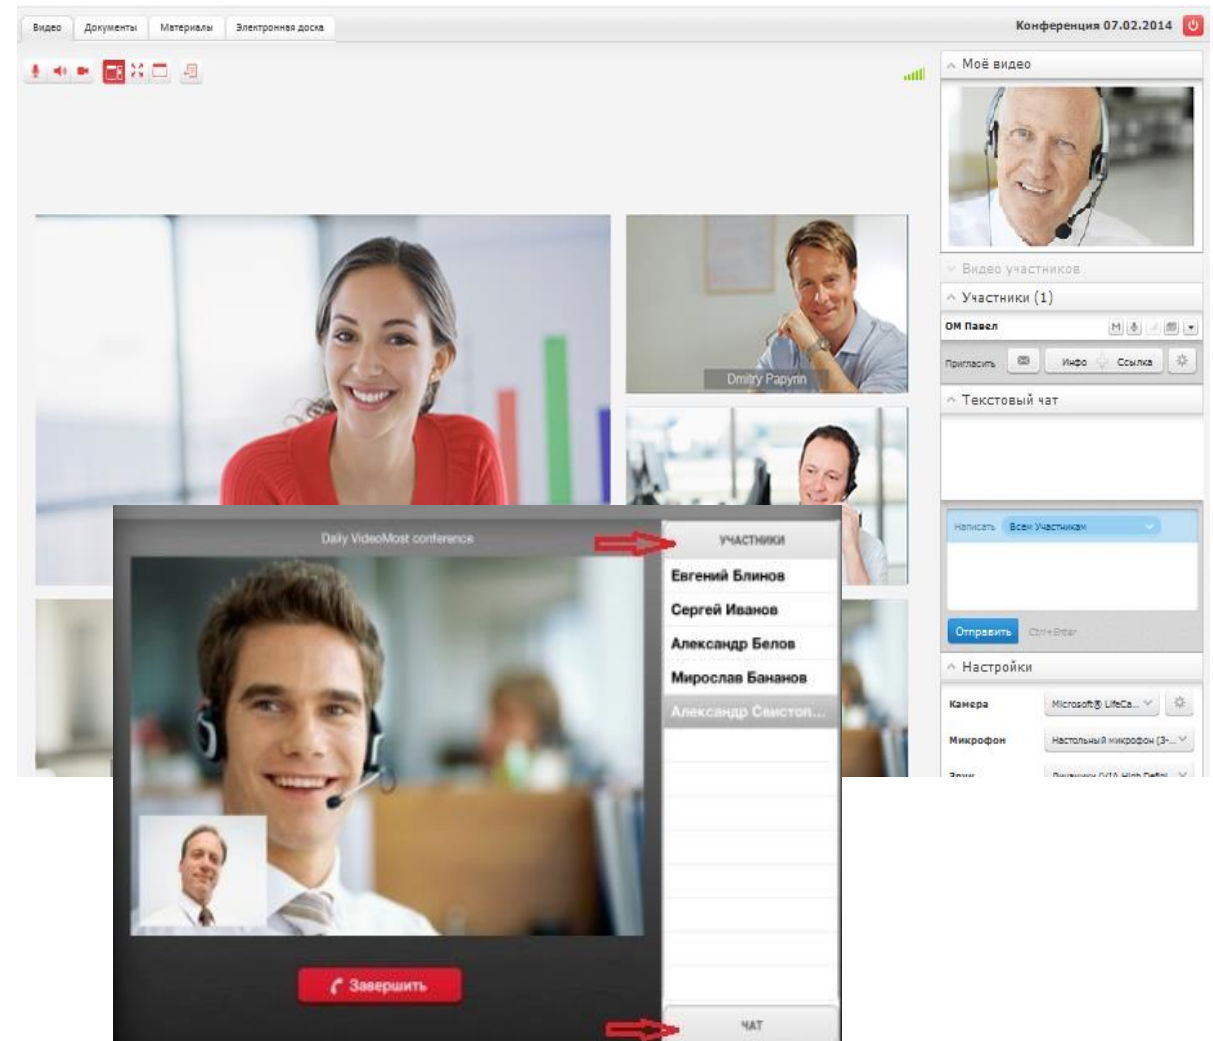 Видео Документы Материалы Электронная доска
Конференция 07.02.2014
Моё видео
Видео участников
Участники (1)
ОМ Павел
М
Пригласить Инфо Ссылка
Текстовый чат
Написать Всем Участникам
Отправить Ctrl+Enter
Настройки
Камера Microsoft® LifeCa...
Микрофон Настольный микрофон (3-...
Dmitry Papyrin
Daily VideoMost conference
УЧАСТНИКИ
Евгений Блинов
Сергей Иванов
Александр Белов
Мирослав Бананов
Александр Свистоп...
Завершить
ЧАТ